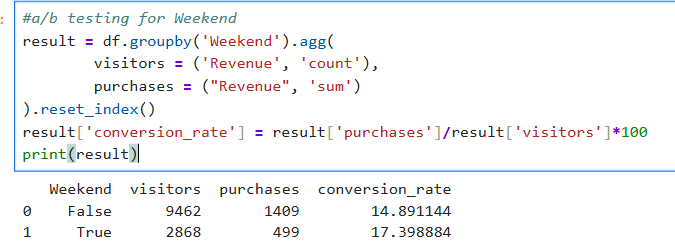 #a/b testing for Weekend
result = df.groupby('Weekend').agg(
        visitors = ('Revenue', 'count'),
        purchases = ("Revenue", 'sum')
).reset_index()
result['conversion_rate'] = result['purchases']/result['visitors']*100
print(result)
   Weekend  visitors  purchases  conversion_rate
0    False      9462       1409        14.891144
1     True      2868        499        17.398884